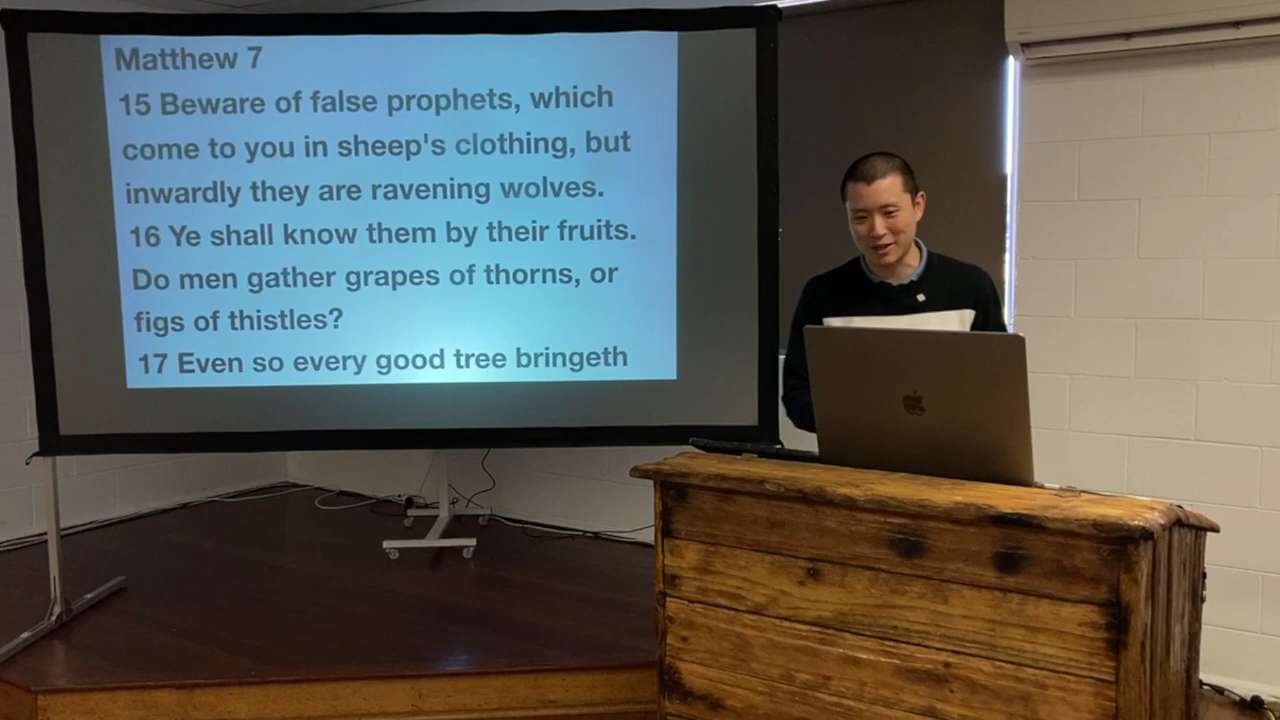 Matthew 7
15 Beware of false prophets, which
come to you in sheep's clothing, but
inwardly they are ravening wolves.
16 Ye shall know them by their fruits.
Do men gather grapes of thorns, or
figs of thistles?
17 Even so every good tree bringeth